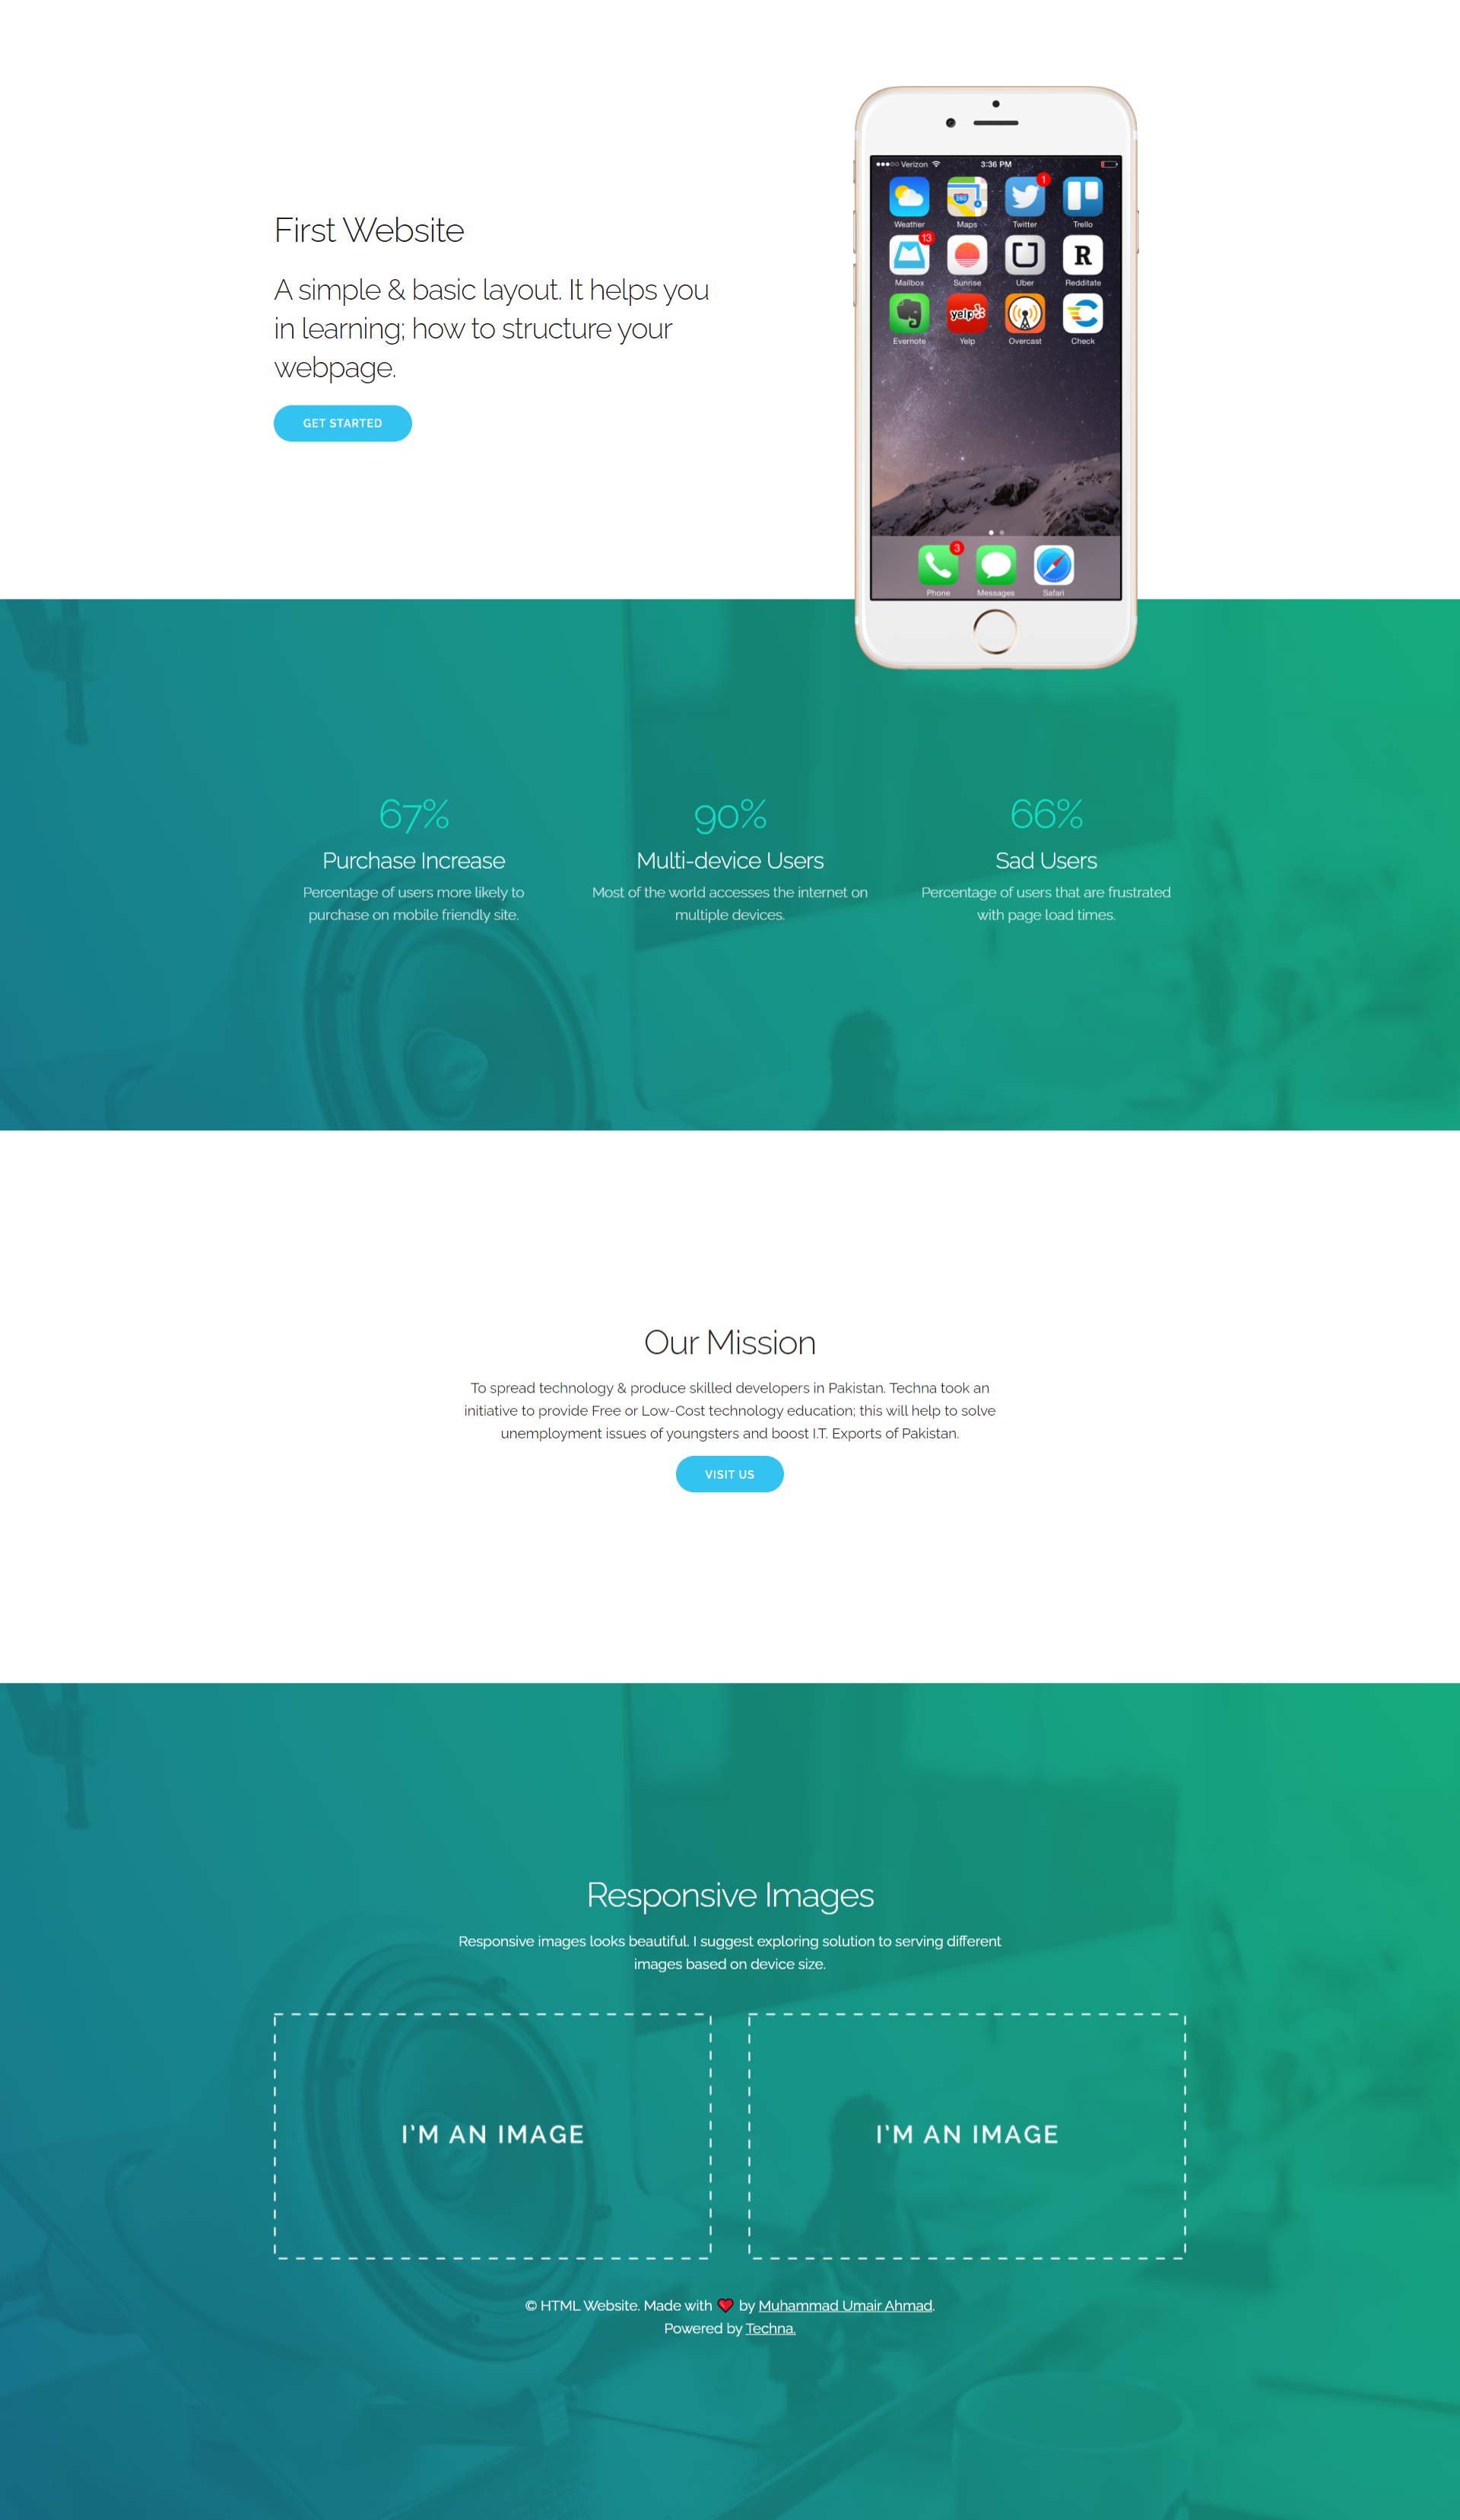 First Website
A simple & basic layout. It helps you
in learning; how to structure your
webpage.
GET STARTED
Verizon 3:36 PM
1
Weather Maps Twitter Trello
13
R
Mailbox Sunrise Uber Redditate
280
yelp
Evernote Yelp Overcast Check
3
Phone Messages Safari
67%
Purchase Increase
Percentage of users more likely to
purchase on mobile friendly site.
90%
Multi-device Users
Most of the world accesses the internet on
multiple devices.
66%
Sad Users
Percentage of users that are frustrated
with page load times.
Our Mission
To spread technology & produce skilled developers in Pakistan. Techna took an
initiative to provide Free or Low-Cost technology education; this will help to solve
unemployment issues of youngsters and boost I.T. Exports of Pakistan.
VISIT US
Responsive Images
Responsive images looks beautiful. I suggest exploring solution to serving different
images based on device size.
I'M AN IMAGE
I'M AN IMAGE
© HTML Website. Made with ❤ by Muhammad Umair Ahmad.
Powered by Techna.